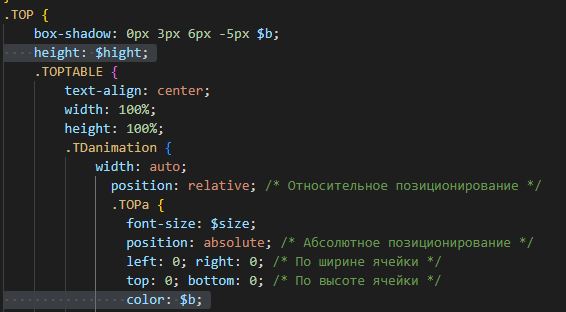 .TOP {
box-shadow: 0px 3px 6px -5px $b;
height: $hight;
.TOPTABLE {
text-align: center;
width: 100%;
height: 100%;
.TDanimation {
width: auto;
position: relative; /* Относительное позиционирование */
.TOPa {
font-size: $size;
position: absolute; /* Абсолютное позиционирование */
left: 0; right: 0; /* По ширине ячейки */
top: 0; bottom: 0; /* По высоте ячейки */
color: $b;